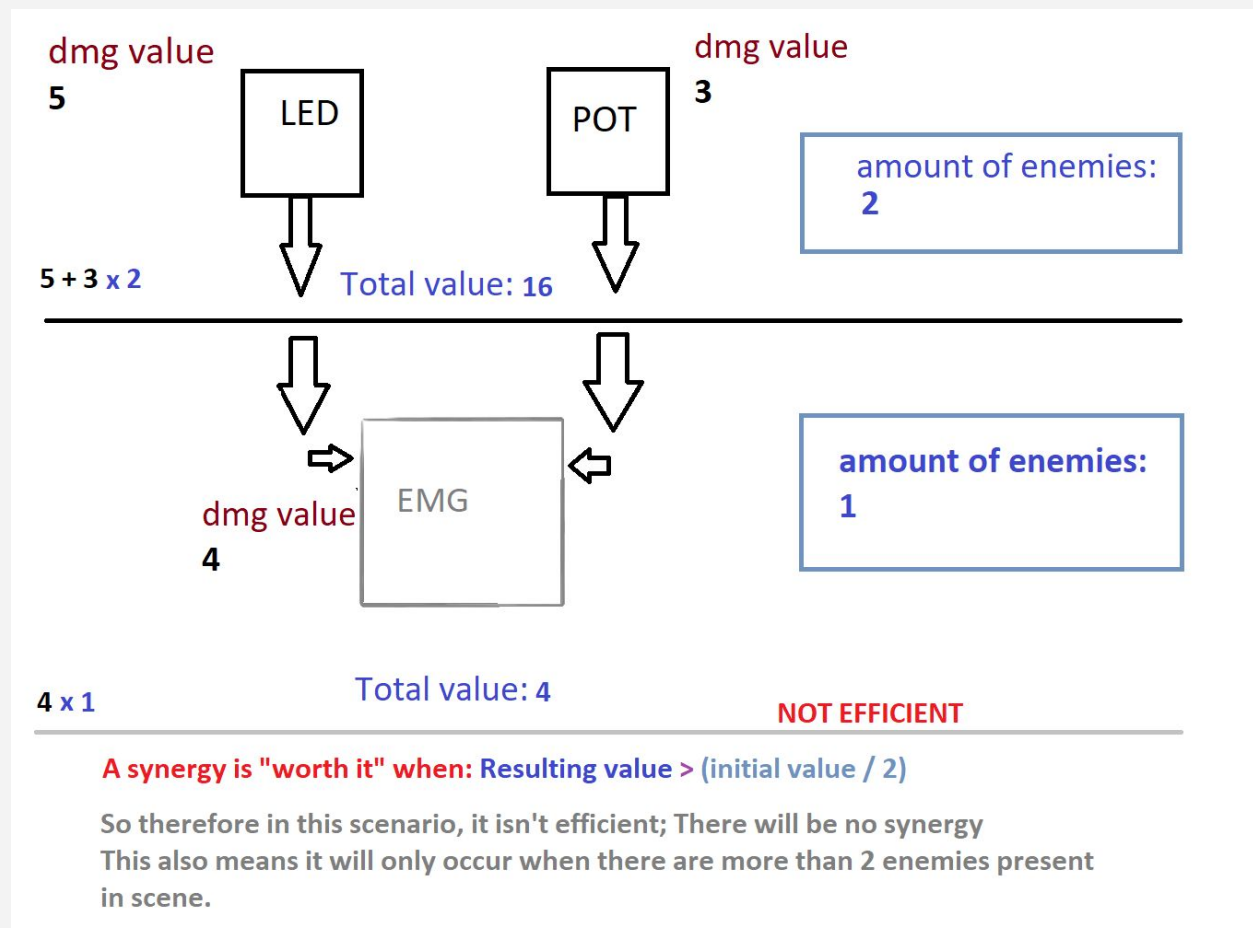 dmg value
5
LED
POT
dmg value
3
amount of enemies:
2
5 + 3 x 2
Total value: 16
EMG
dmg value
4
amount of enemies:
1
4 x 1
Total value: 4
NOT EFFICIENT
A synergy is "worth it" when: Resulting value > (initial value / 2)
So therefore in this scenario, it isn't efficient; There will be no synergy
This also means it will only occur when there are more than 2 enemies present
in scene.